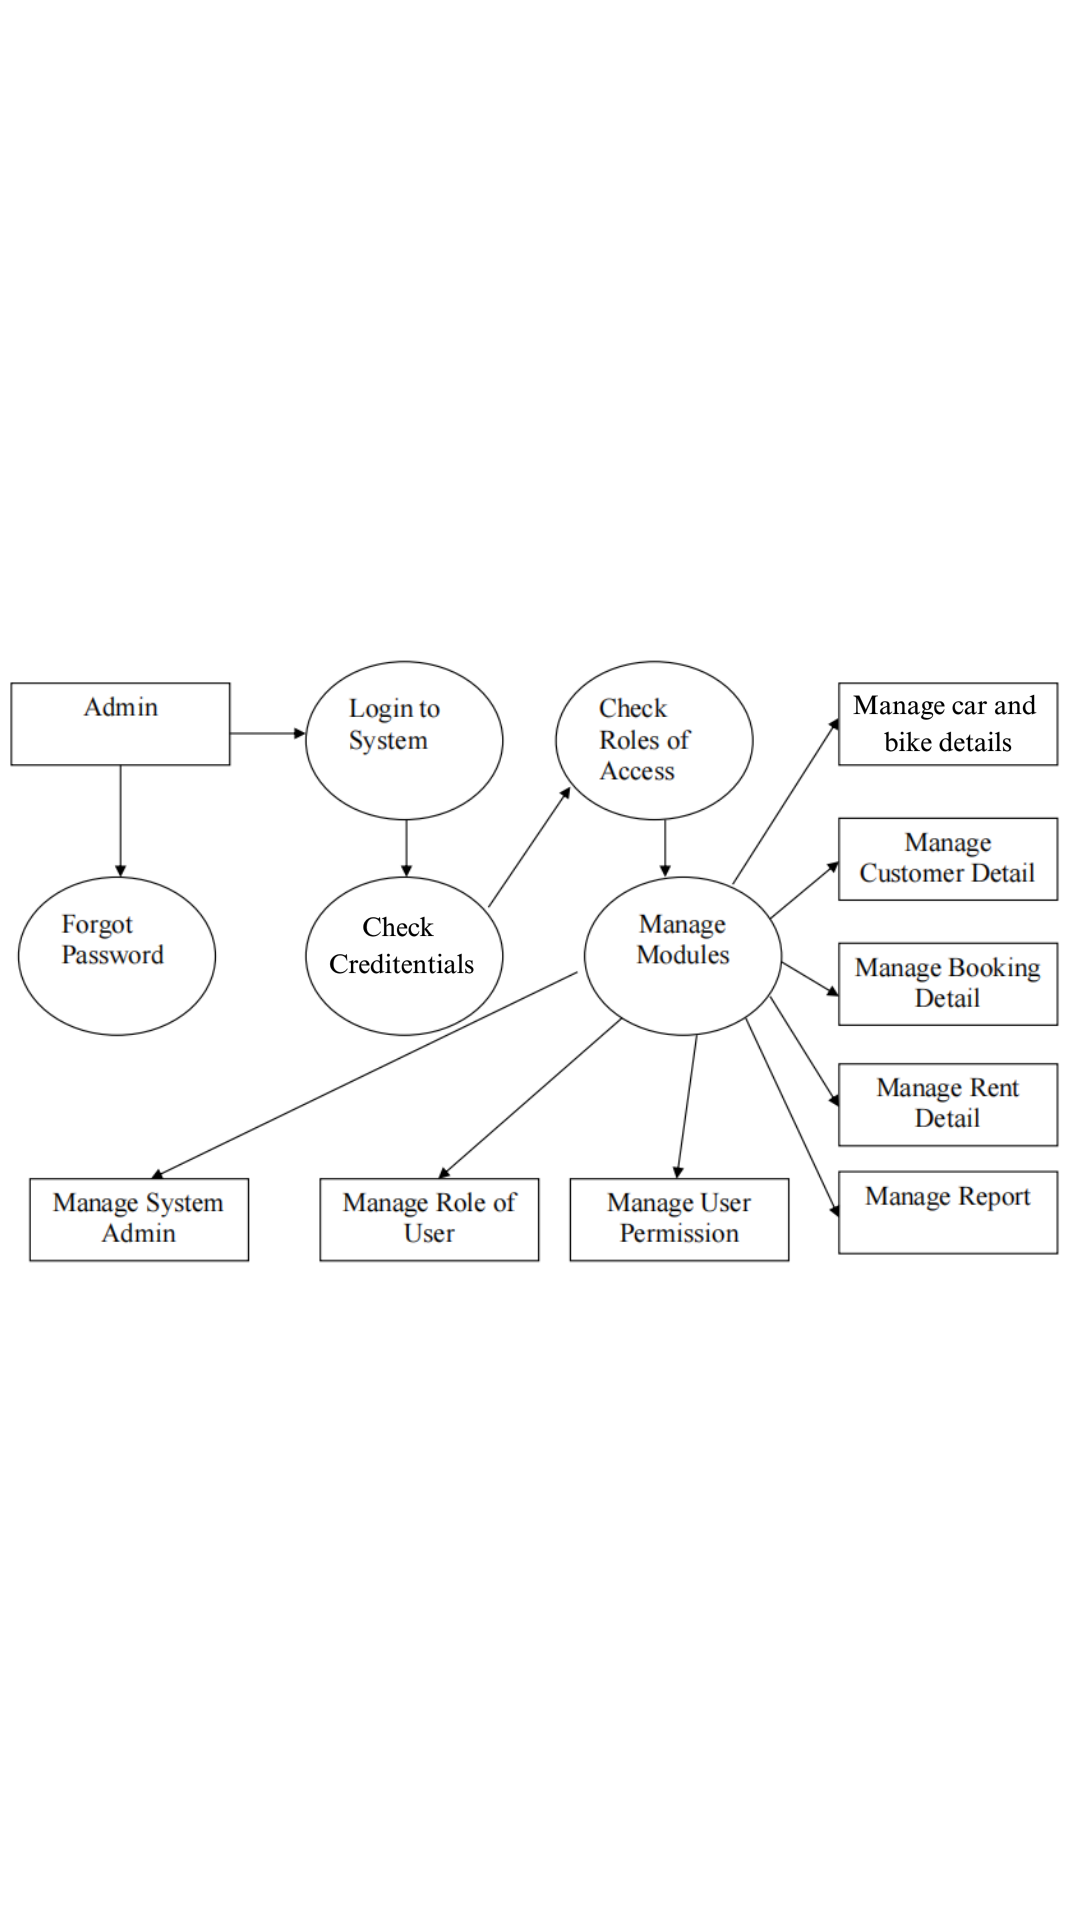 Admin
Login to
System
Check
Roles of
Access
Manage car and
bike details
Forgot
Password
Check
Creditentials
Manage
Modules
Manage
Customer Detail
Manage Booking
Detail
Manage Rent
Detail
Manage Report
Manage System
Admin
Manage Role of
User
Manage User
Permission